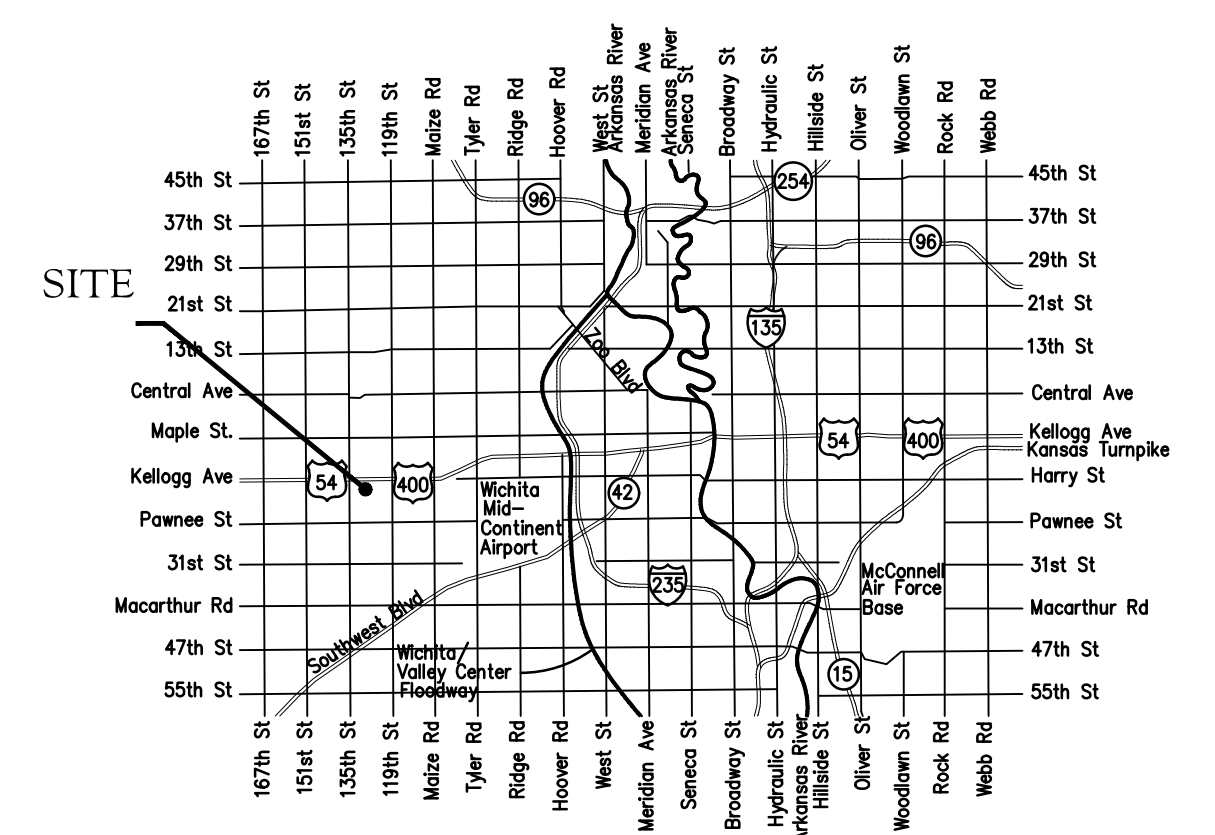 167th St
151st St
135th St
119th St
Maize Rd
Tyler Rd
Ridge Rd
Hoover Rd
West St
Arkansas River
Meridian Ave
Arkansas River
Seneca St
Broadway St
Hydraulic St
Hillside St
Oliver St
Woodlawn St
Rock Rd
Webb Rd
45th St
96
254
45th St
37th St
37th St
96
29th St
29th St
SITE
21st St
21st St
135
13th St
13th St
Zoo Blvd
Central Ave
Central Ave
Maple St.
54
400
Kellogg Ave
Kansas Turnpike
Kellogg Ave
54
400
42
Harry St
Wichita
Mid-
Continent
Airport
Pawnee St
Pawnee St
31st St
31st St
235
McConnell
Air Force
Base
Macarthur Rd
Macarthur Rd
Southwest Blvd
47th St
47th St
Wichita/
Valley Center
Floodway
15
55th St
55th St
167th St
151st St
135th St
119th St
Maize Rd
Tyler Rd
Ridge Rd
Hoover Rd
West St
Meridian Ave
Seneca St
Broadway St
Hydraulic St
Arkansas River
Hillside St
Oliver St
Woodlawn St
Rock Rd
Webb Rd